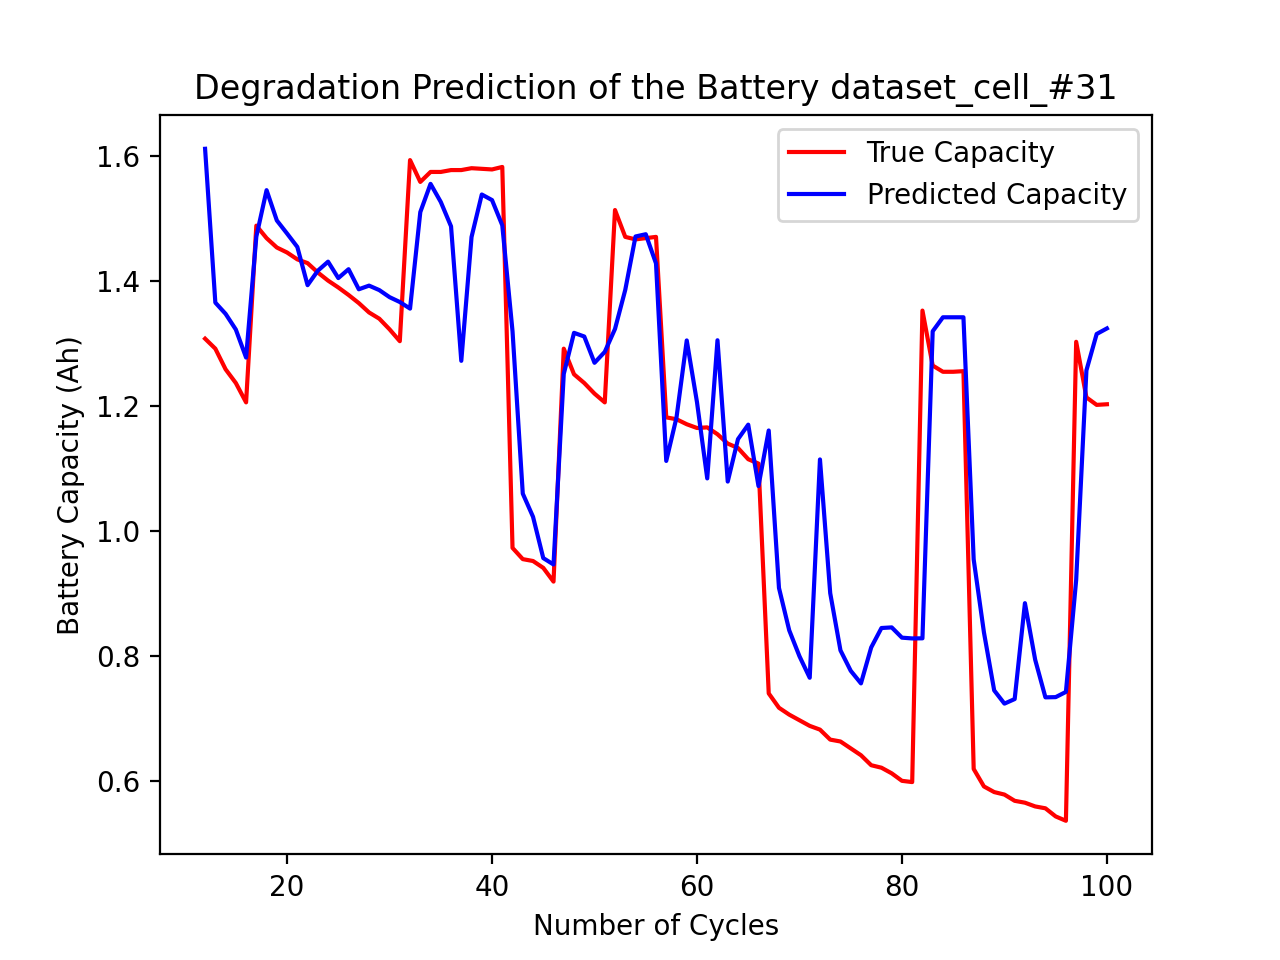 Degradation Prediction of the Battery dataset_cell_#31
True Capacity
Predicted Capacity
1.6
1.4
1.2
1.0
0.8
0.6
Battery Capacity (Ah)
20 40 60 80 100
Number of Cycles